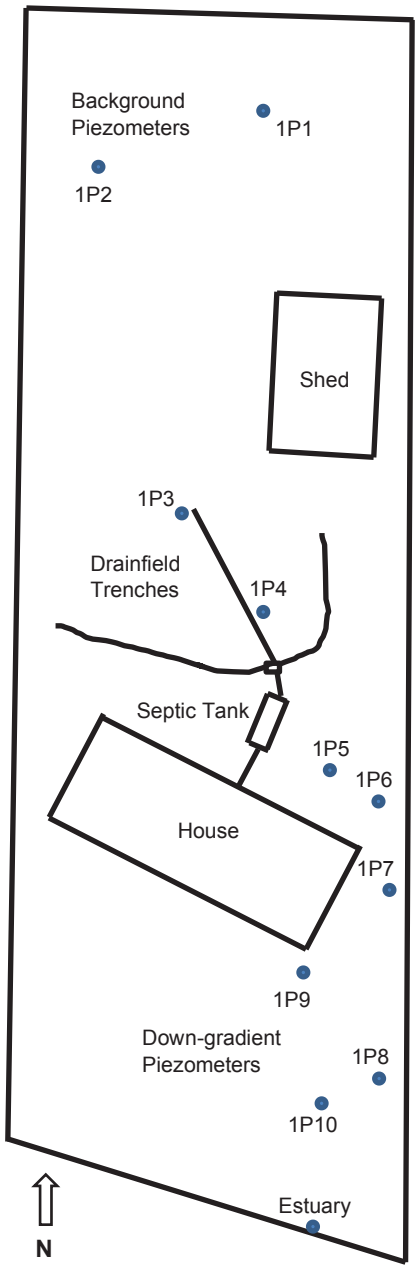 Background
Piezometers
1P1
1P2
Shed
1P3
Drainfield
Trenches
1P4
Septic Tank
1P5
1P6
House
1P7
1P9
Down-gradient
Piezometers
1P8
1P10
Estuary
N